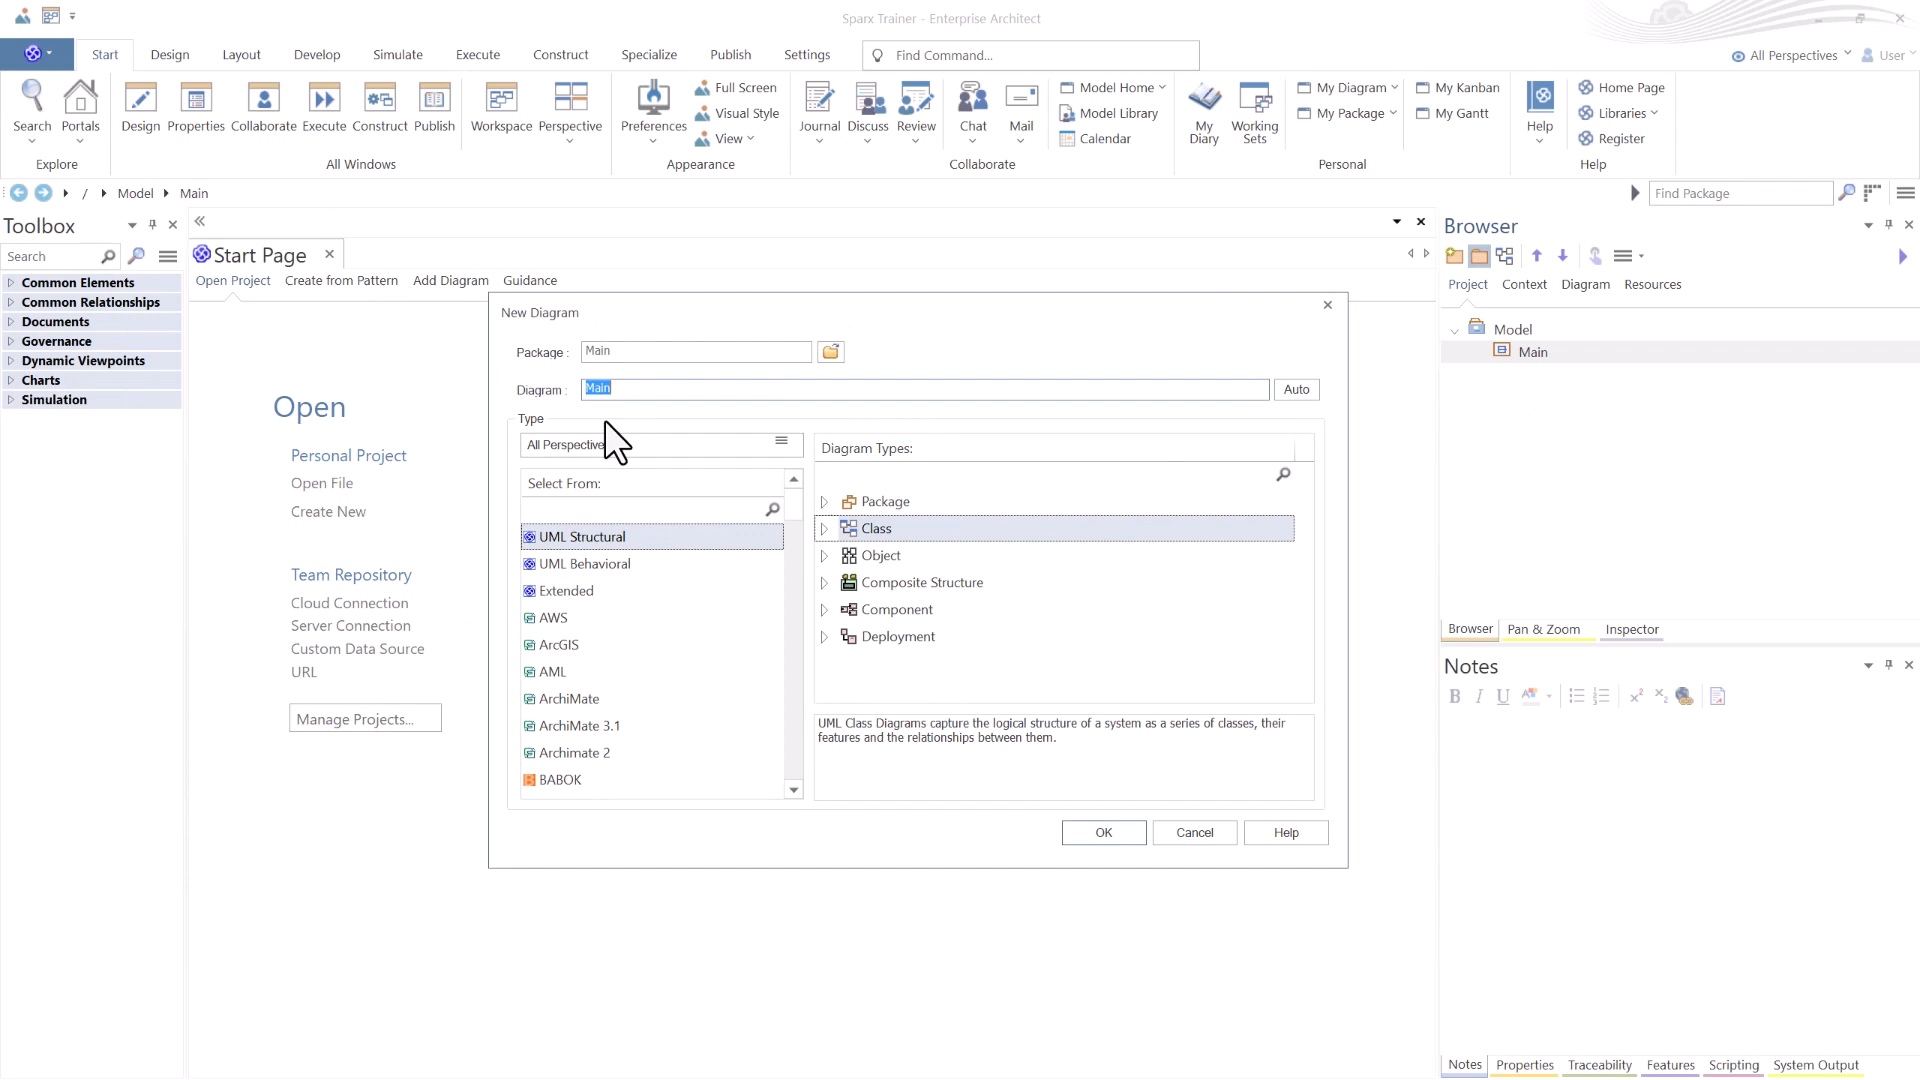 Sparx Trainer - Enterprise Architect
Start Design Layout Develop Simulate Execute Construct Specialize Publish Settings Find Command... All Perspectives User
Search Portals Design Properties Collaborate Execute Construct Publish Workspace Perspective Preferences Full Screen Visual Style View Journal Discuss Review Chat Mail Model Home Model Library Calendar My Diary Working Sets My Diagram My Package My Kanban My Gantt Help Home Page Libraries Register
Explore All Windows Appearance Collaborate Personal Help
/ Model Main Find Package
Toolbox
Search
Common Elements
Common Relationships
Documents
Governance
Dynamic Viewpoints
Charts
Simulation
Start Page
Open Project Create from Pattern Add Diagram Guidance
Open
Personal Project
Open File
Create New
Team Repository
Cloud Connection
Server Connection
Custom Data Source
URL
Manage Projects...
New Diagram
Package : Main
Diagram : Main Auto
Type
All Perspective
Select From:
UML Structural
UML Behavioral
Extended
AWS
ArcGIS
AML
ArchiMate
ArchiMate 3.1
Archimate 2
BABOK
Diagram Types:
Package
Class
Object
Composite Structure
Component
Deployment
UML Class Diagrams capture the logical structure of a system as a series of classes, their
features and the relationships between them.
OK Cancel Help
Browser
Project Context Diagram Resources
Model
Main
Browser Pan & Zoom Inspector
Notes
B I U
Notes Properties Traceability Features Scripting System Output